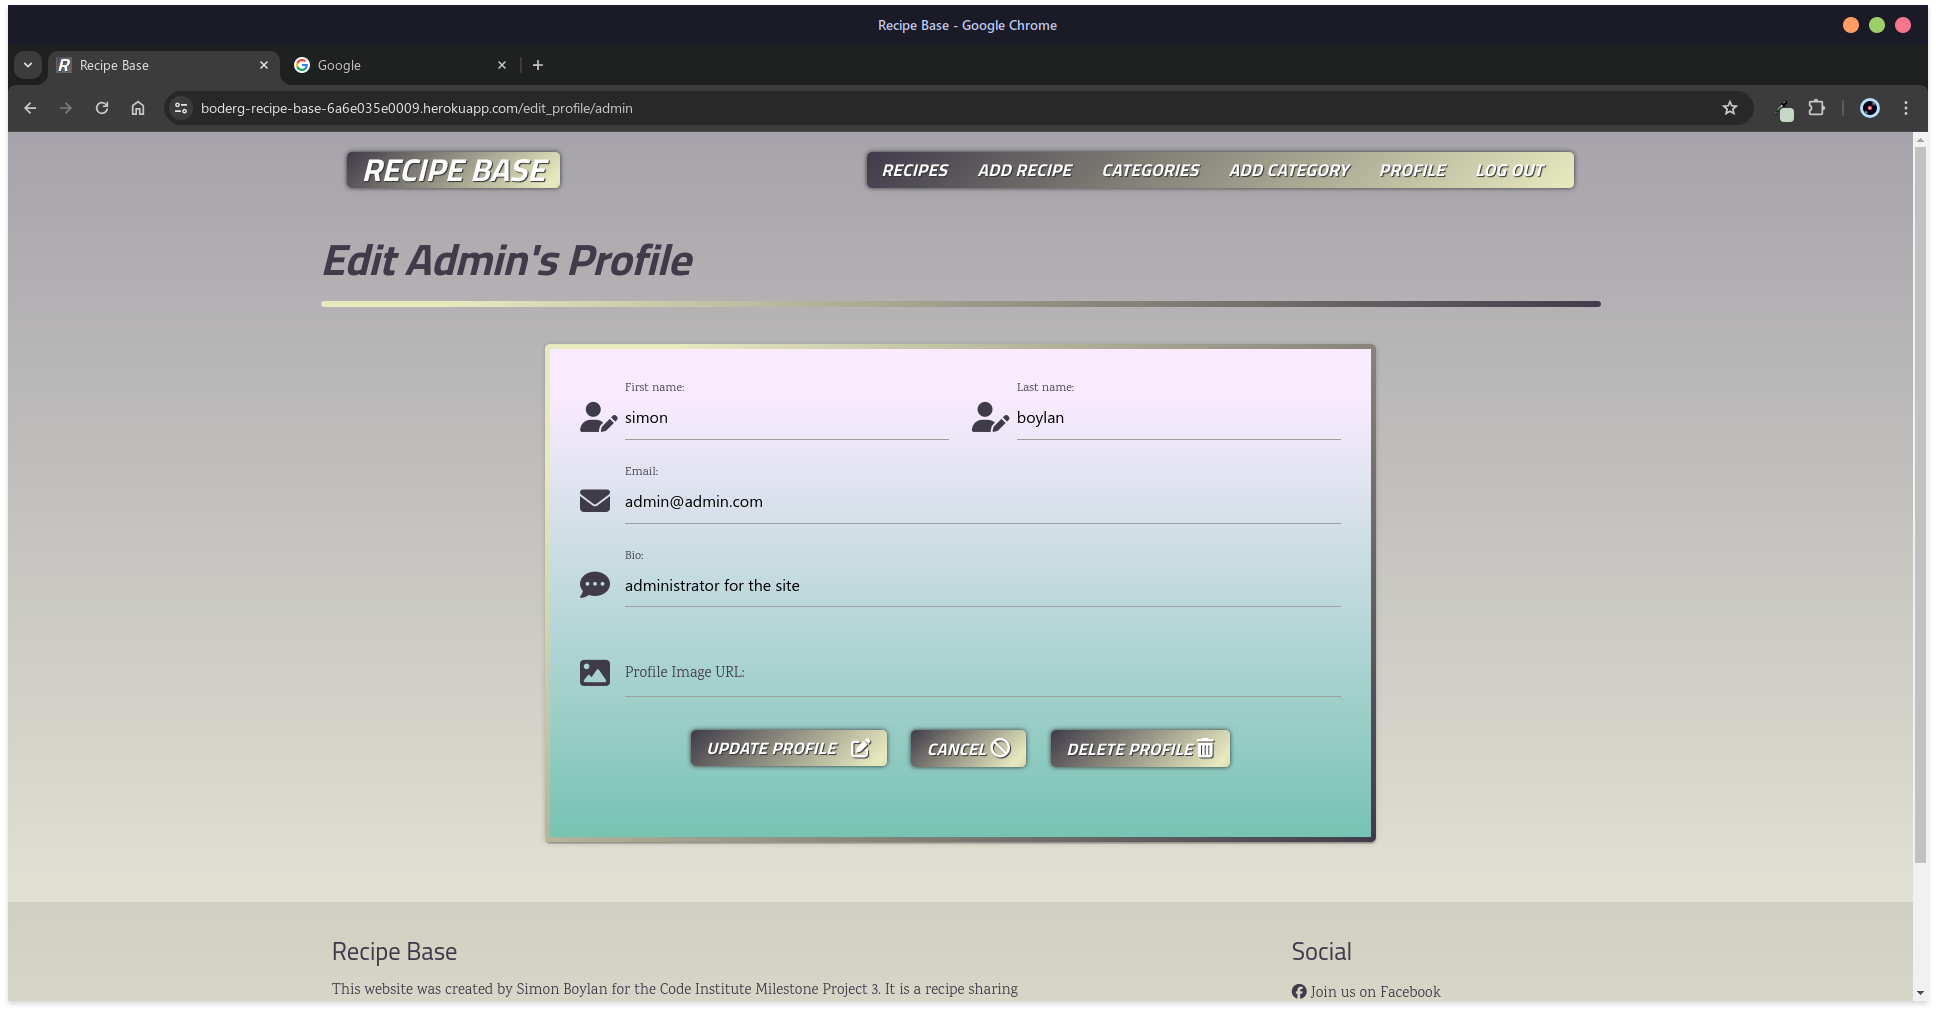 Recipe Base - Google Chrome
Recipe Base
Google
boderg-recipe-base-6a6e035e0009.herokuapp.com/edit_profile/admin
RECIPE BASE
RECIPES ADD RECIPE CATEGORIES ADD CATEGORY PROFILE LOG OUT
Edit Admin's Profile
First name:
simon
Last name:
boylan
Email:
admin@admin.com
Bio:
administrator for the site
Profile Image URL:
UPDATE PROFILE
CANCEL
DELETE PROFILE
Recipe Base
This website was created by Simon Boylan for the Code Institute Milestone Project 3. It is a recipe sharing
Social
Join us on Facebook